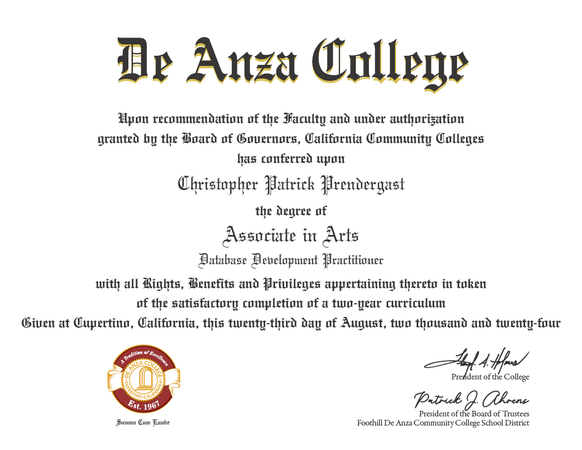 De Anza College
Upon recommendation of the Faculty and under authorization
granted by the Board of Governors, California Community Colleges
has conferred upon
Christopher Patrick Prendergast
the degree of
Associate in Arts
Database Development Practitioner
with all Rights, Benefits and Privileges appertaining thereto in token
of the satisfactory completion of a two-year curriculum
Given at Cupertino, California, this twenty-third day of August, two thousand and twenty-four
A Tradition of Excellence
DE ANZA COLLEGE
Est. 1967
Summa Cum Laude
President of the College
Patrick J. Ahrens
President of the Board of Trustees
Foothill De Anza Community College School District